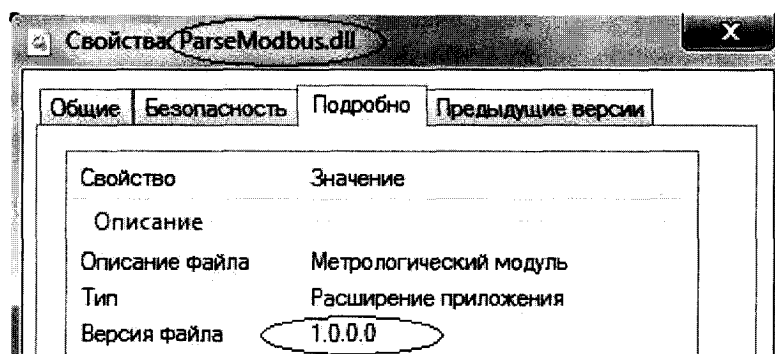 Свойства: ParseModbus.dll
Общие Безопасность Подробно Предыдущие версии
Свойство Значение
Описание
Описание файла Метрологический модуль
Тип Расширение приложения
Версия файла 1.0.0.0